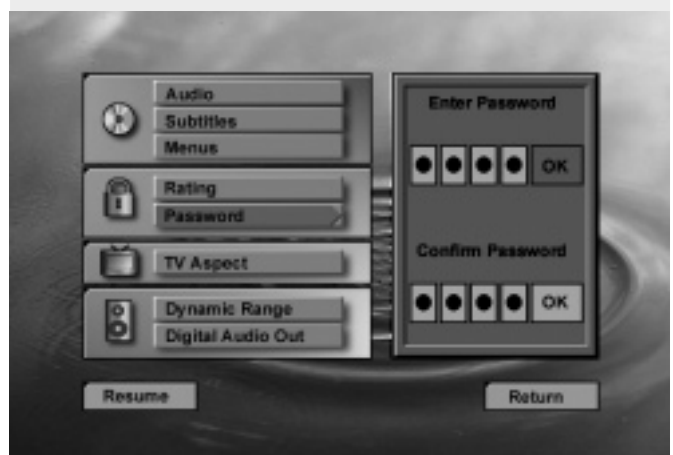 Audio
Subtitles
Menus
Rating
Password
TV Aspect
Dynamic Range
Digital Audio Out
Enter Password
OK
Confirm Password
OK
Resume
Return